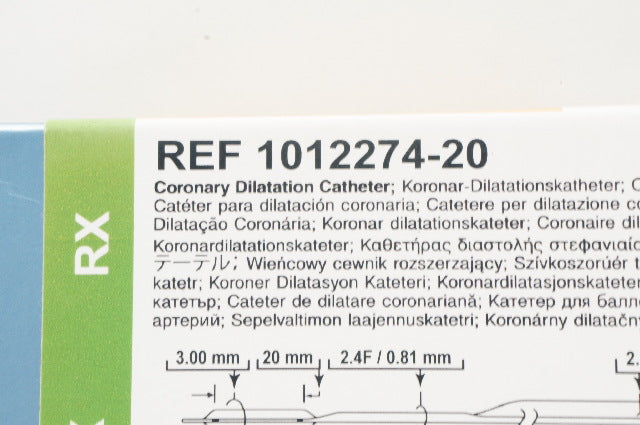 REF 1012274-20
Coronary Dilatation Catheter; Koronar-Dilatationskatheter;
Catéter para dilatación coronaria; Catetere per dilatazione
Dilatação Coronária; Koronar dilatationskateter; Coronaire
Koronardilatationskateter; Καθετήρας διαστολής
テーテル; Wieńcowy cewnik rozszerzający; Szívkoszorúér
katetr; Koroner Dilatasyon Kateteri; Koronardilatasjonskateter
катетър; Cateter de dilatare coronariană; Катетер для
артерий; Sepelvaltimon laajennuskatetri; Koronárny
RX
3.00 mm 20 mm 2.4F / 0.81 mm 2.